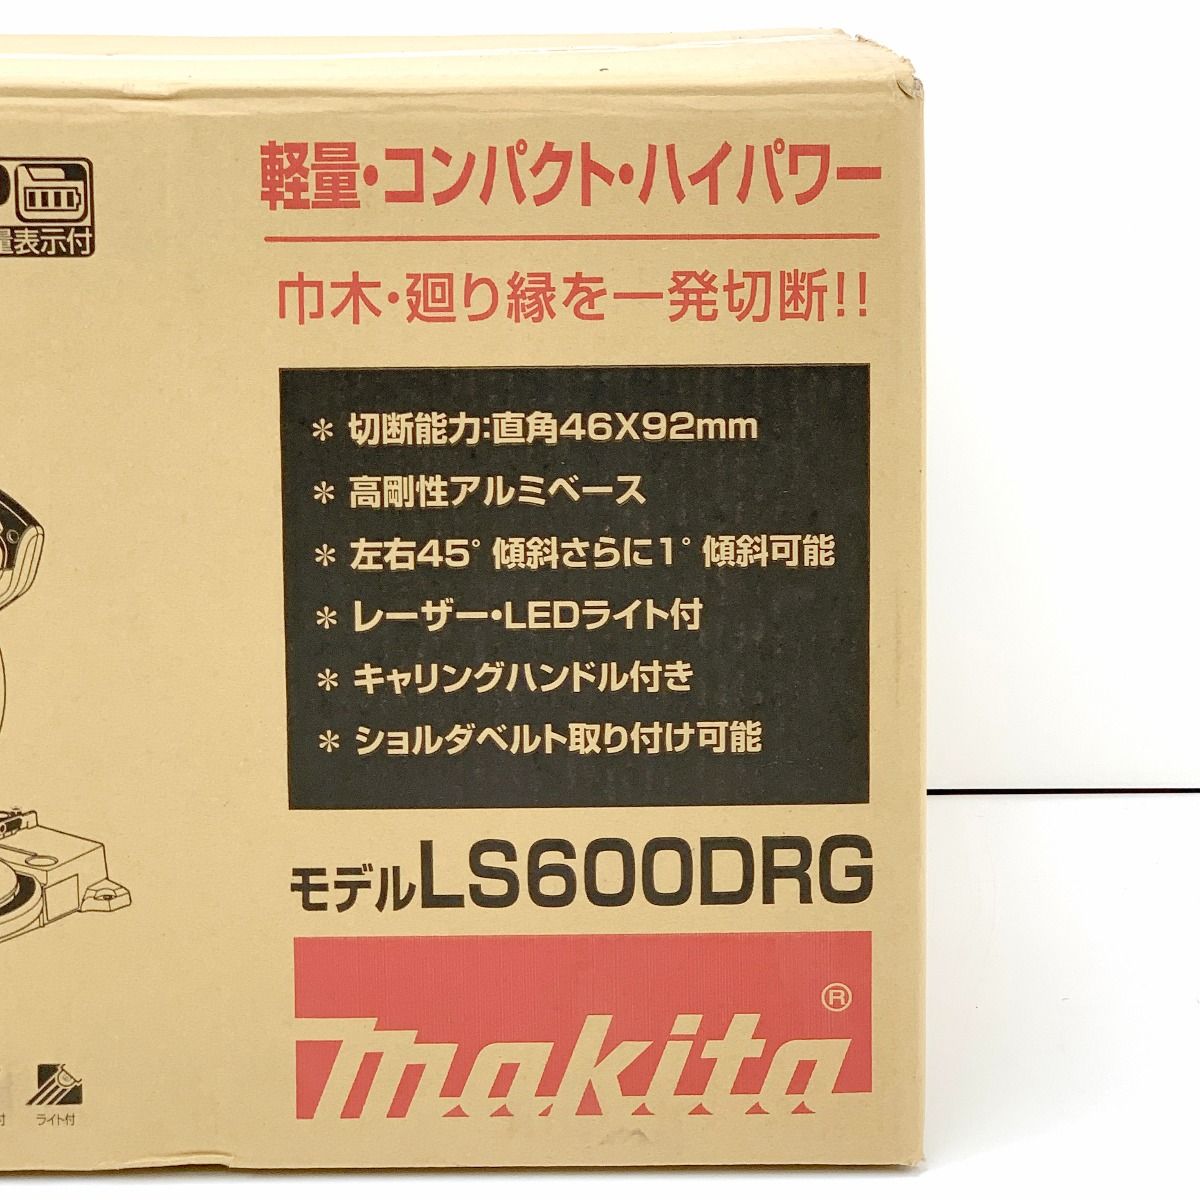 量表示付
軽量・コンパクト・ハイパワー
巾木・廻り縁を一発切断!!
＊ 切断能力:直角46X92mm
＊ 高剛性アルミベース
＊ 左右45°傾斜さらに1°傾斜可能
＊ レーザー・LEDライト付
＊ キャリングハンドル付き
＊ ショルダベルト取り付け可能
モデルLS600DRG
makita®
付
ライト付